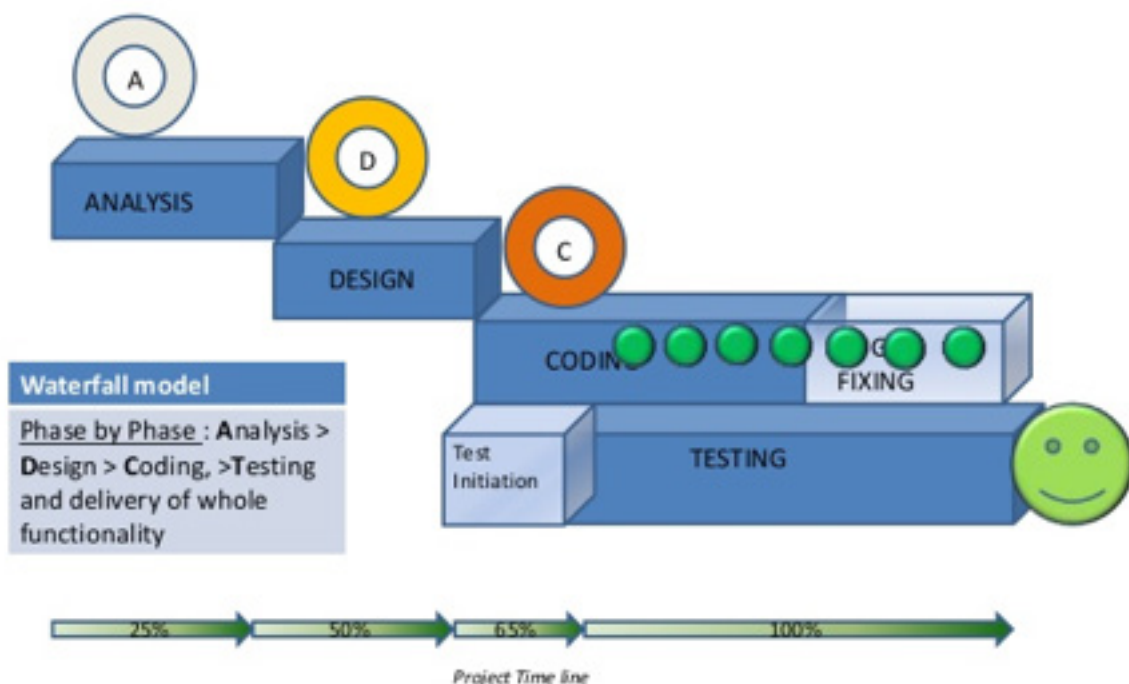 A
ANALYSIS
D
DESIGN
C
CODING
FIXING
Waterfall model
Phase by Phase : Analysis >
Design > Coding, >Testing
and delivery of whole
functionality
Test
Initiation
TESTING
25%
50%
65%
100%
Project Time line